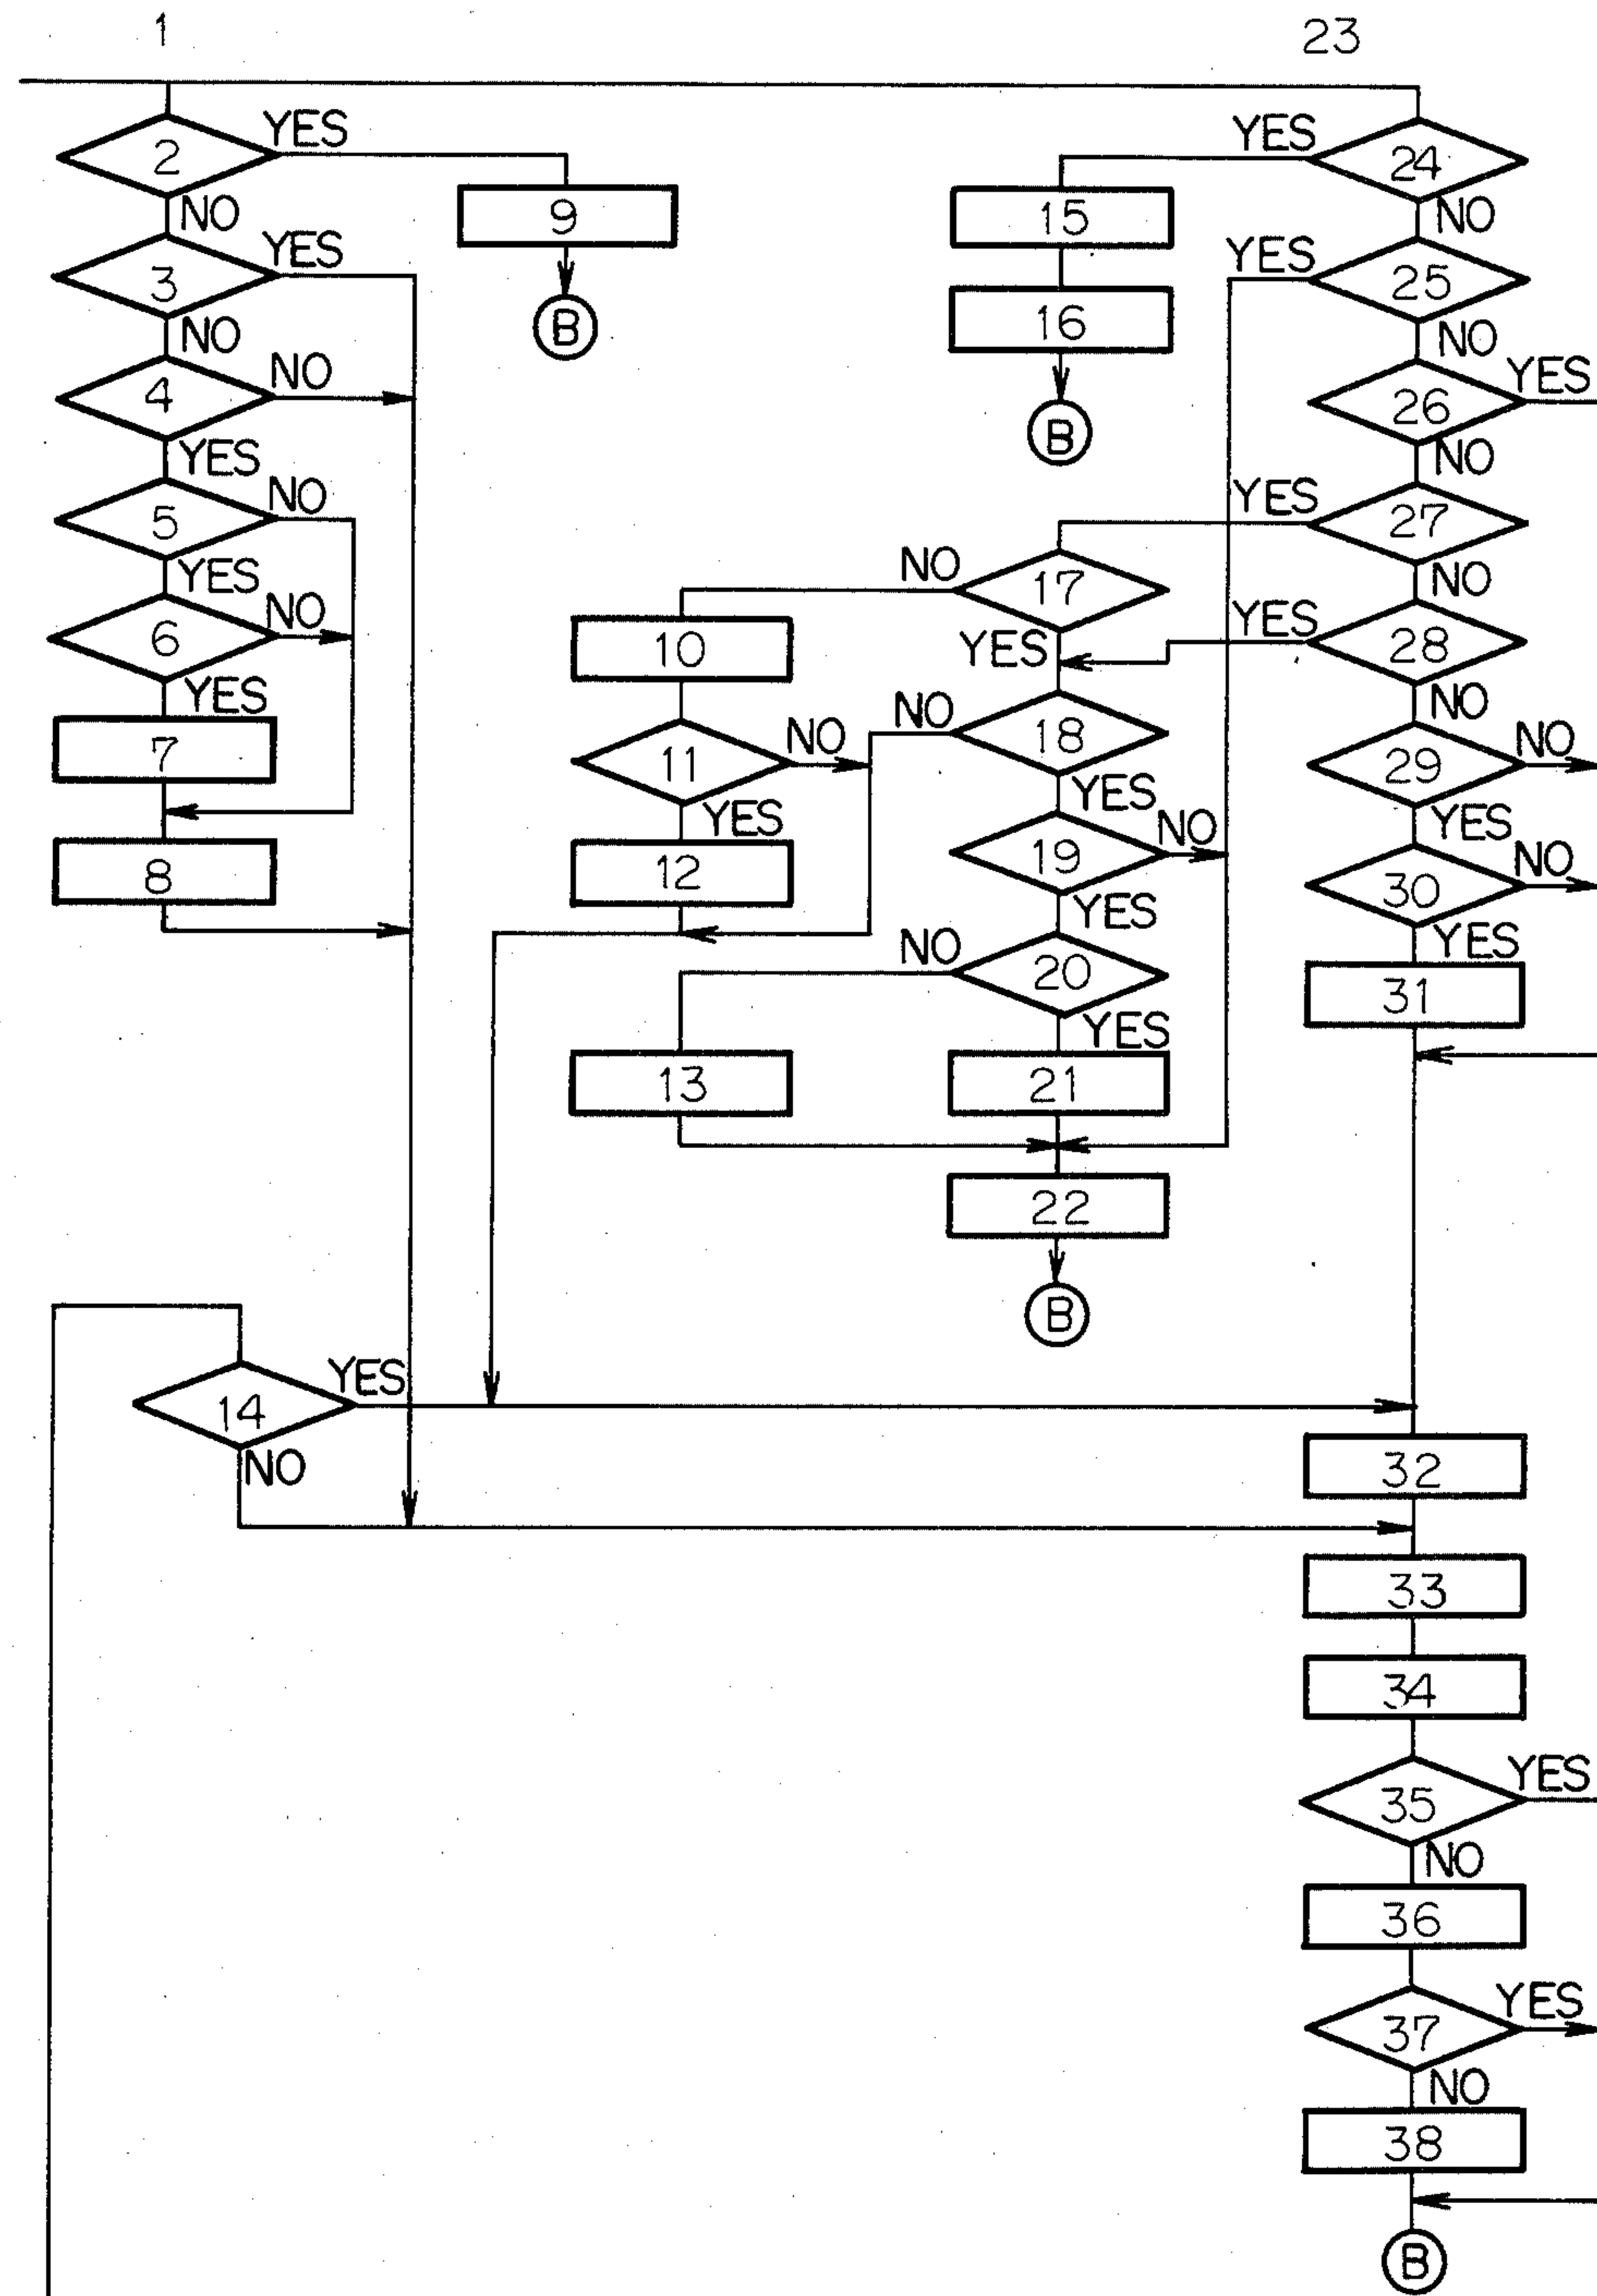 1 23
2 YES YES 24
NO 9 15 NO
3 YES YES 25
NO B 16 NO
4 NO 26 YES
YES B NO
5 NO YES 27
YES NO 17 NO
6 NO 10 YES YES 28
YES NO 18 NO
7 11 NO YES 29 NO
YES 19 NO YES
8 12 YES 30 NO
NO 20 YES
YES 31
13 21
22
B
14 YES
NO 32
33
34
35 YES
NO
36
37 YES
NO
38
B